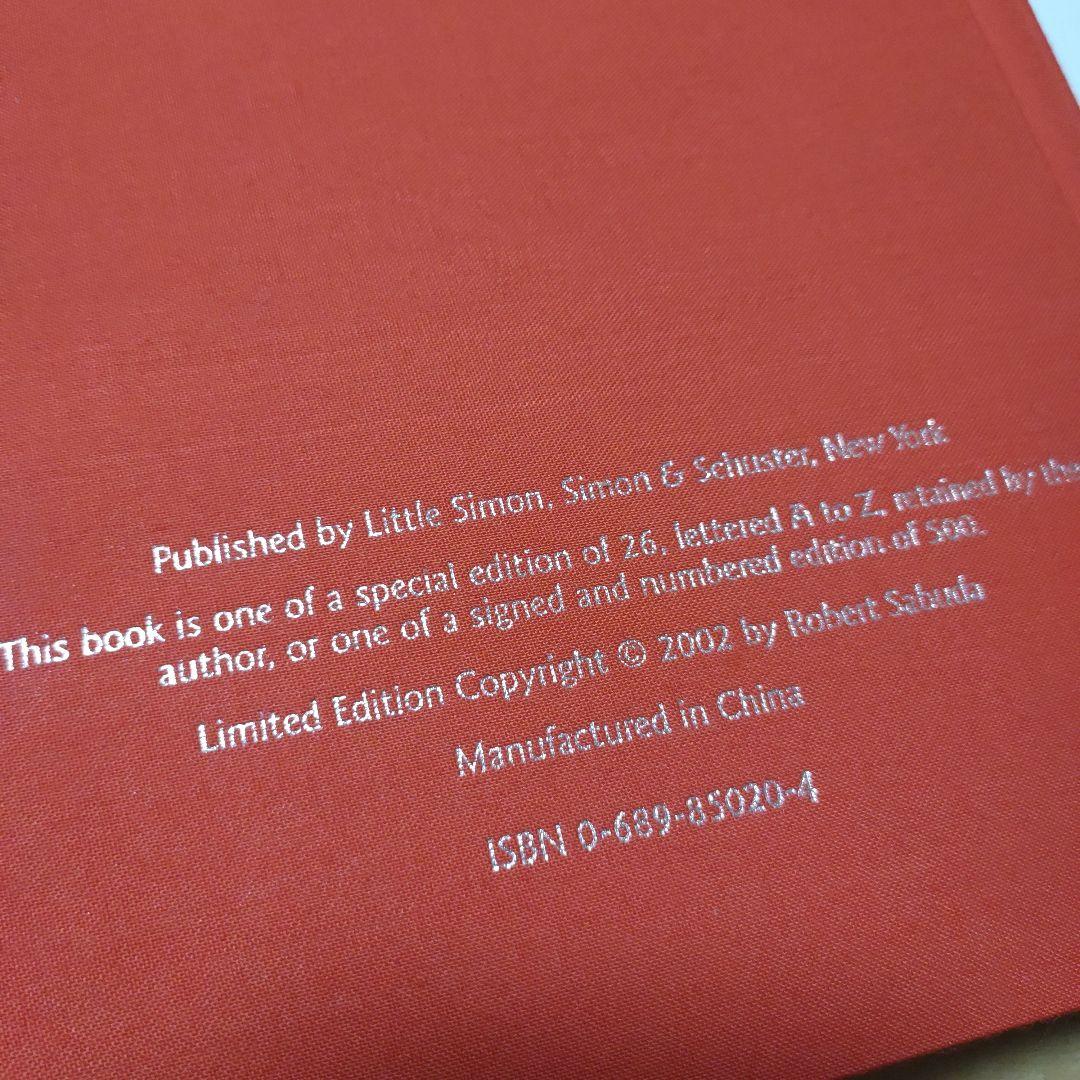 Published by Little Simon, Simon & Schuster, New York
This book is one of a special edition of 26, lettered A to Z, retained by the
author, or one of a signed and numbered edition of 500.
Limited Edition Copyright © 2002 by Robert Sabuda
Manufactured in China
ISBN 0-689-85020-4